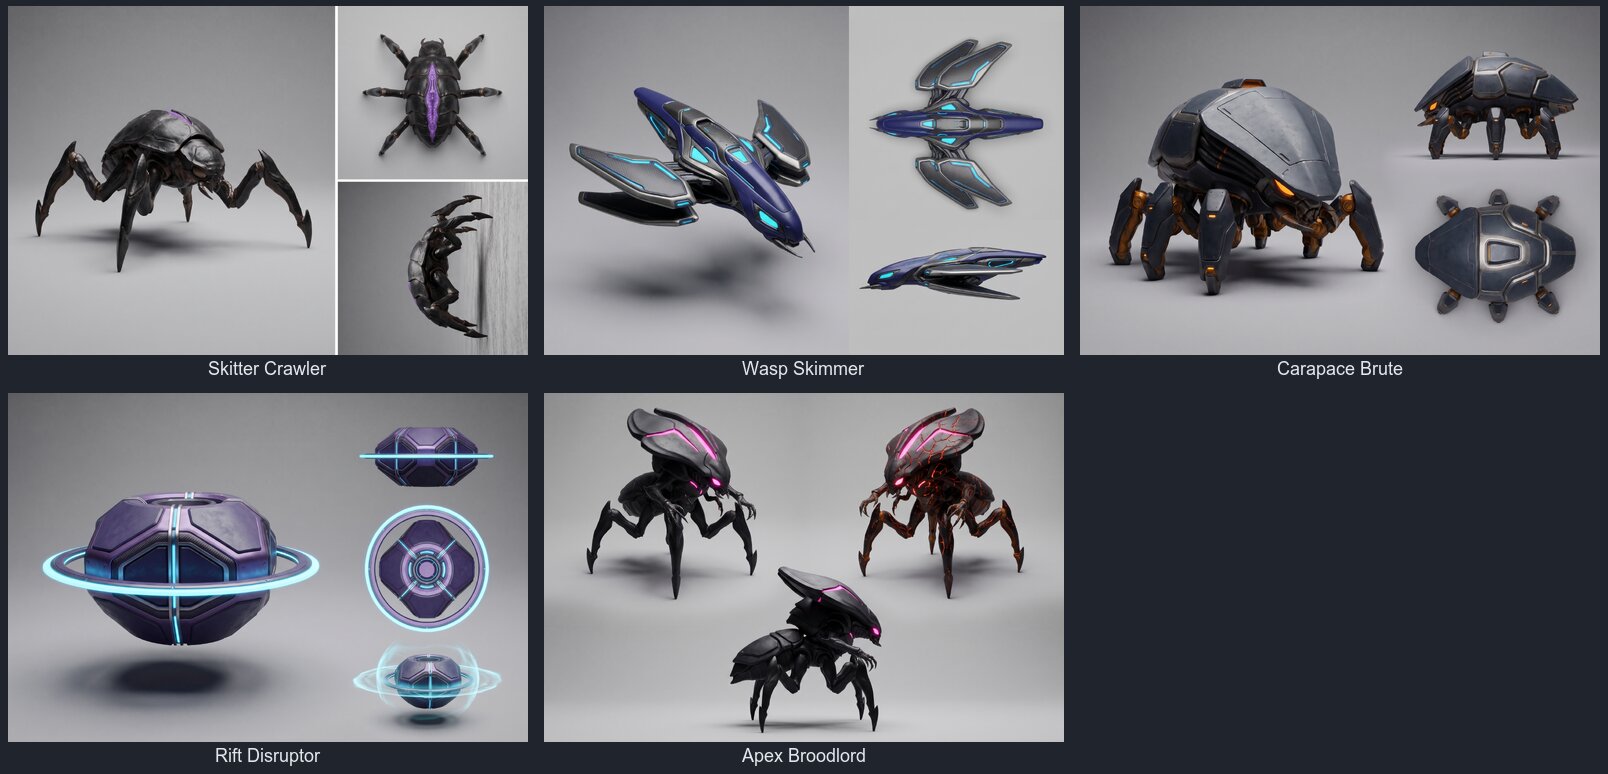 Skitter Crawler
Wasp Skimmer
Carapace Brute
Rift Disruptor
Apex Broodlord